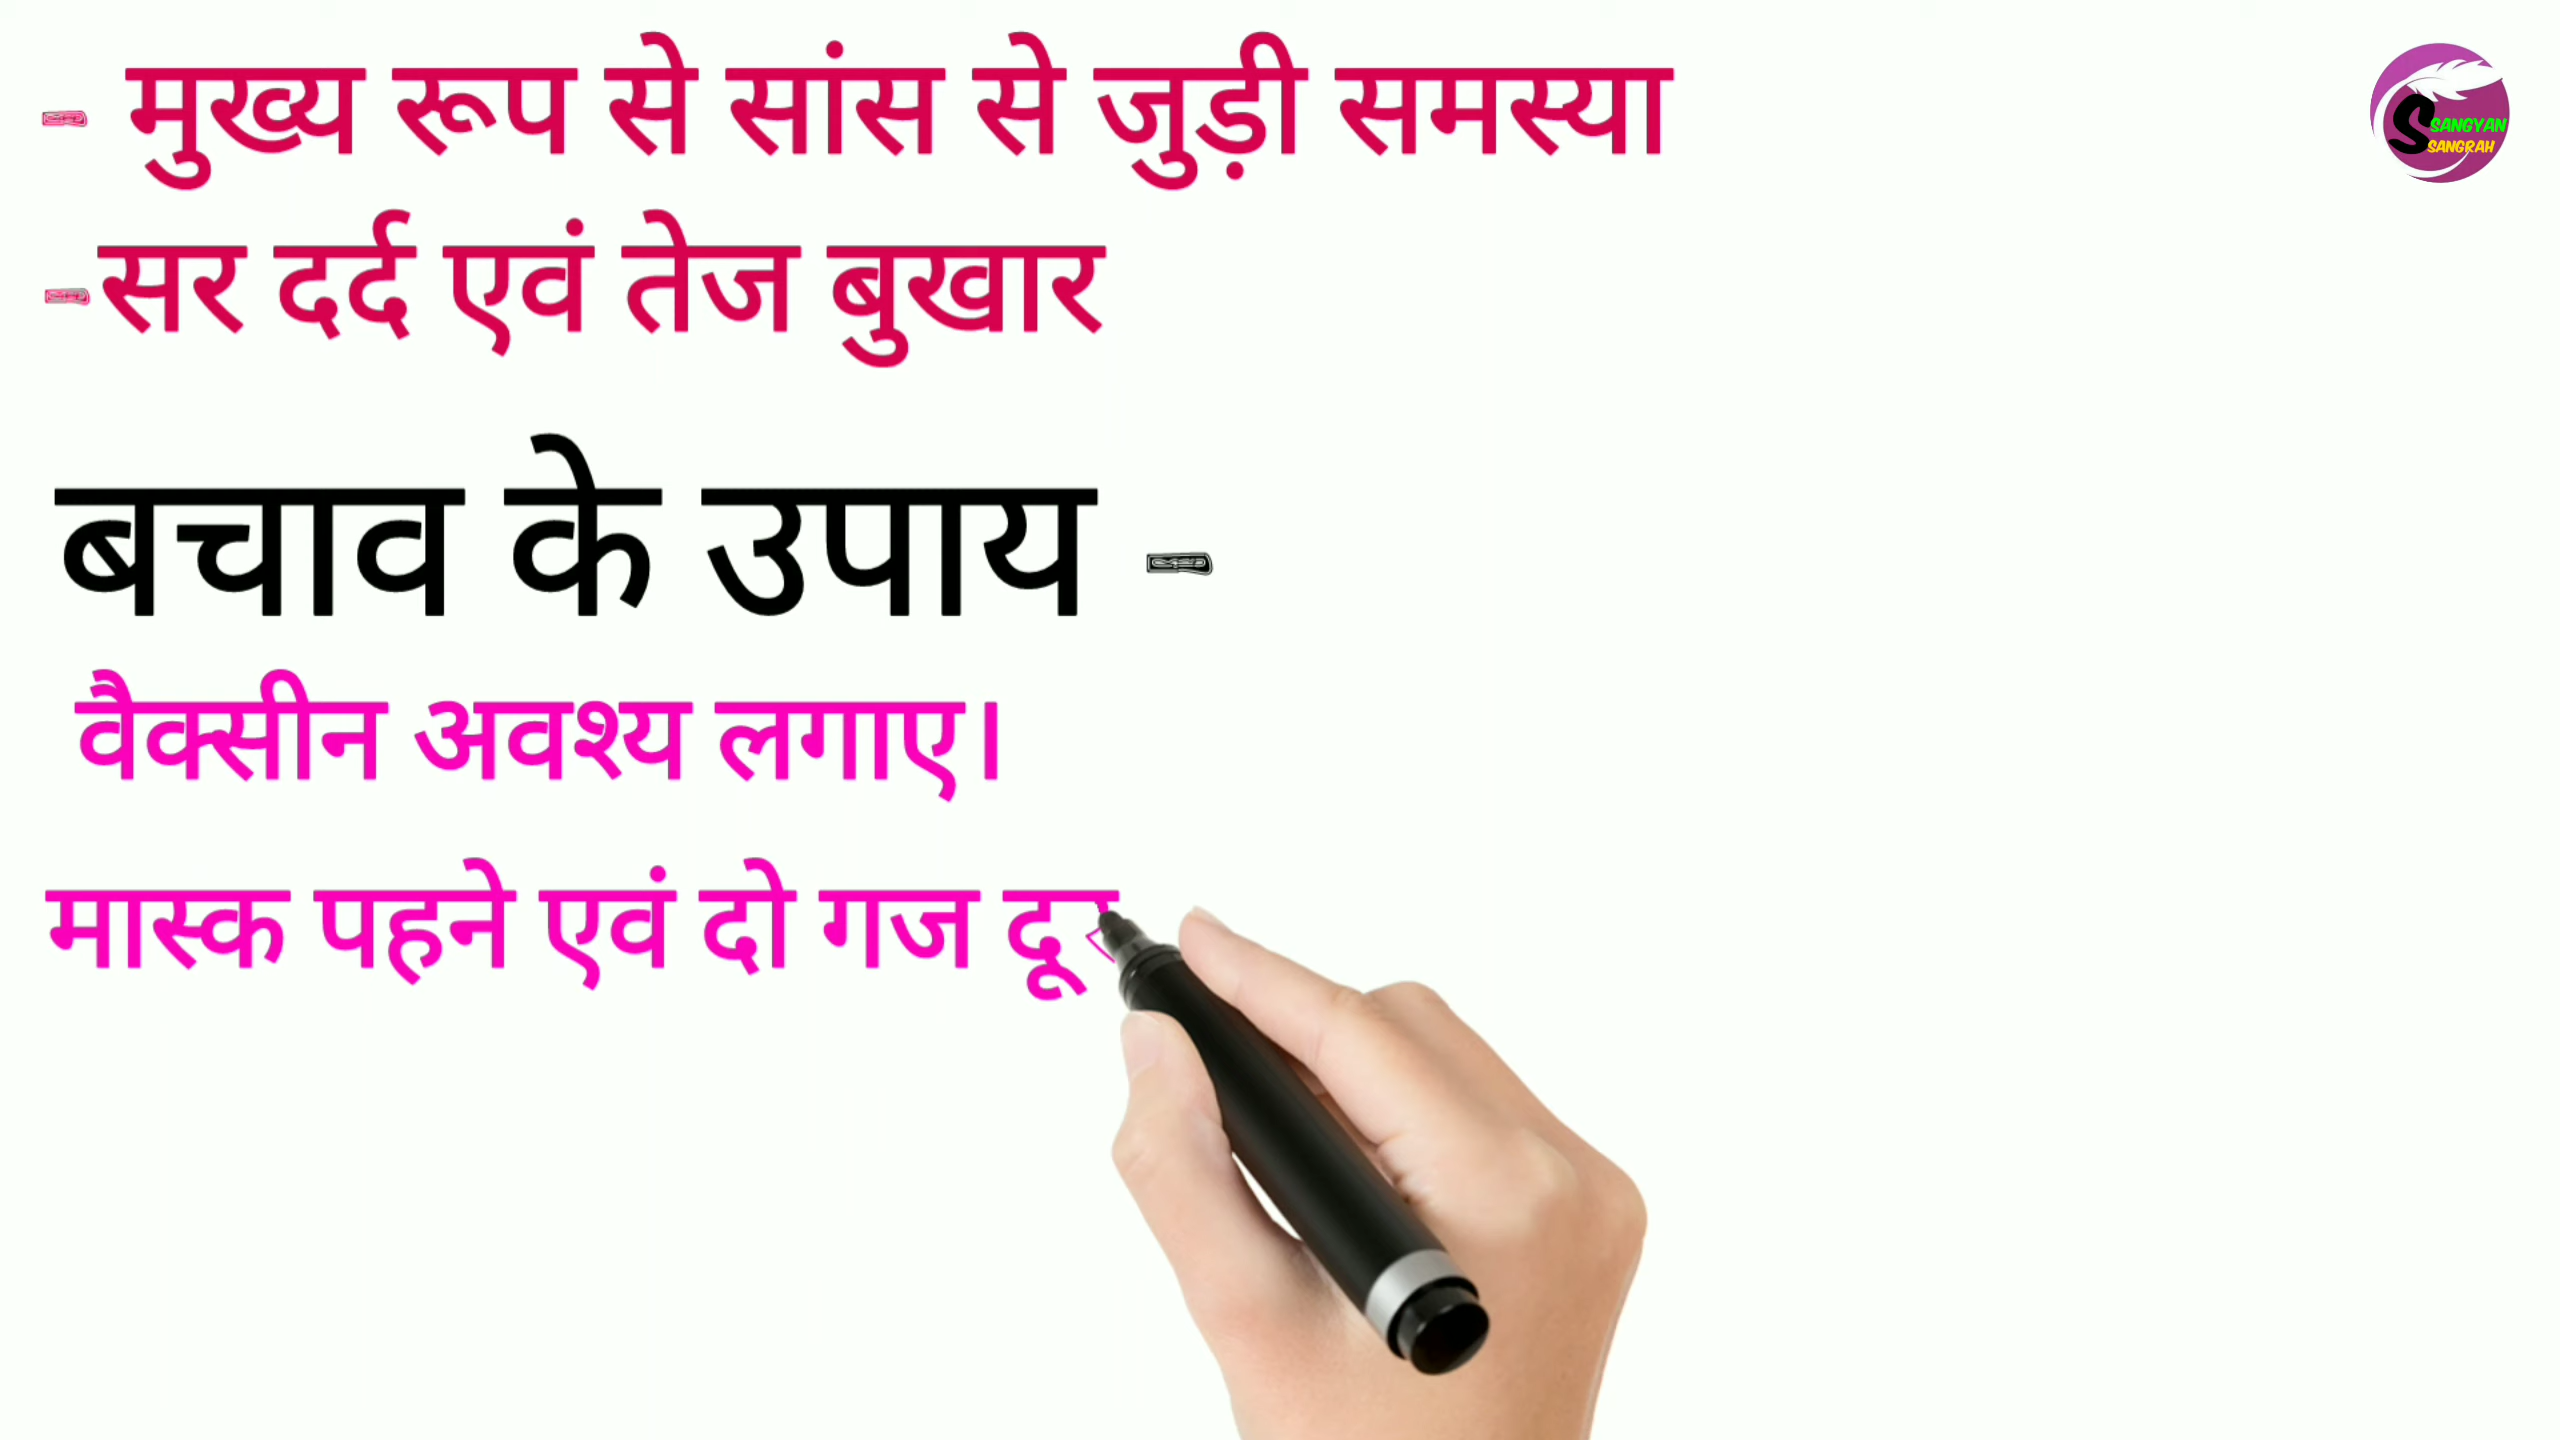 - मुख्य रूप से सांस से जुड़ी समस्या
-सर दर्द एवं तेज बुखार
बचाव के उपाय -
वैक्सीन अवश्य लगाए।
मास्क पहने एवं दो गज
SANGYAN
SANGRAH